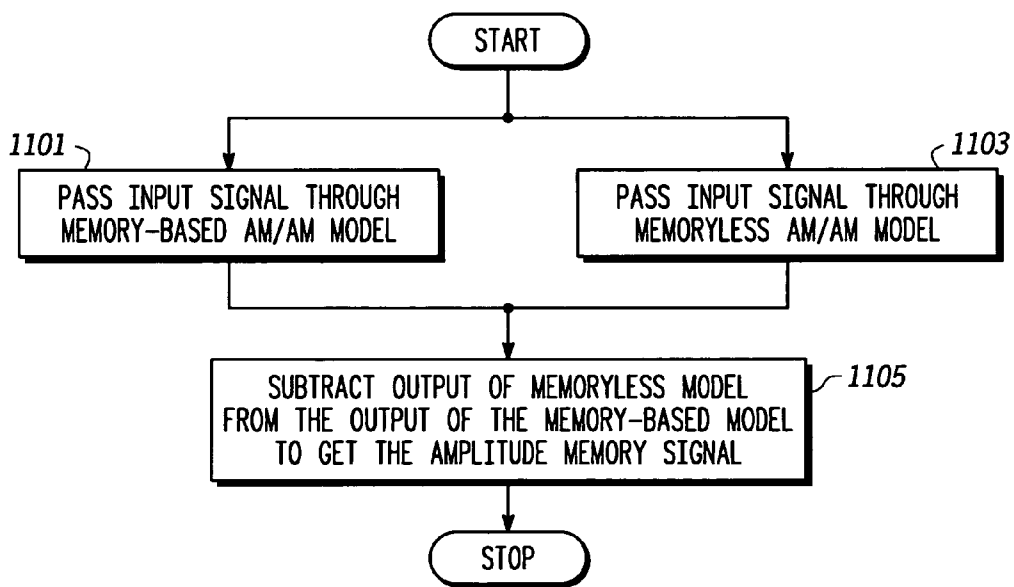 START
1101
PASS INPUT SIGNAL THROUGH
MEMORY-BASED AM/AM MODEL
1103
PASS INPUT SIGNAL THROUGH
MEMORYLESS AM/AM MODEL
SUBTRACT OUTPUT OF MEMORYLESS MODEL
FROM THE OUTPUT OF THE MEMORY-BASED MODEL
TO GET THE AMPLITUDE MEMORY SIGNAL
1105
STOP